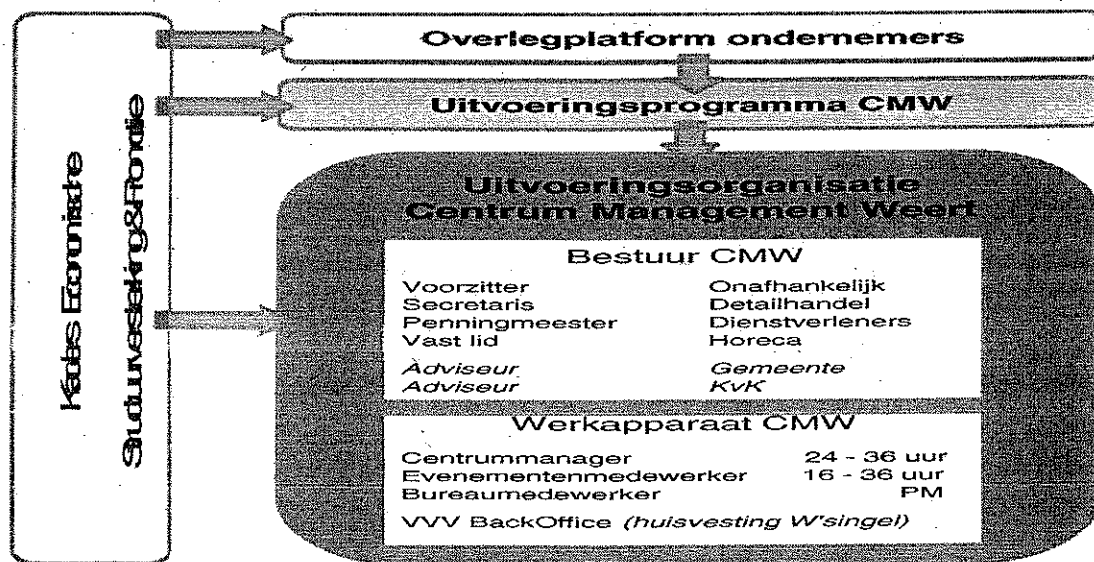 Overlegplatform ondernemers
Uitvoeringsprogramma CMW
Kaders Economische
Structuurversterking & Promotie
Uitvoeringsorganisatie
Centrum Management Weert
Bestuur CMW
Voorzitter Onafhankelijk
Secretaris Detailhandel
Penningmeester Dienstverleners
Vast lid Horeca
Adviseur Gemeente
Adviseur KvK
Werkapparaat CMW
Centrummanager 24 - 36 uur
Evenementenmedewerker 16 - 36 uur
Bureaumedewerker PM
VVV BackOffice (huisvesting W'singel)